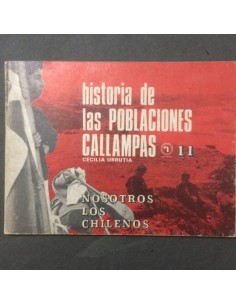 historia de
las POBLACIONES
CALLAMPAS 11
CECILIA URRUTIA
NOSOTROS
LOS
CHILENOS